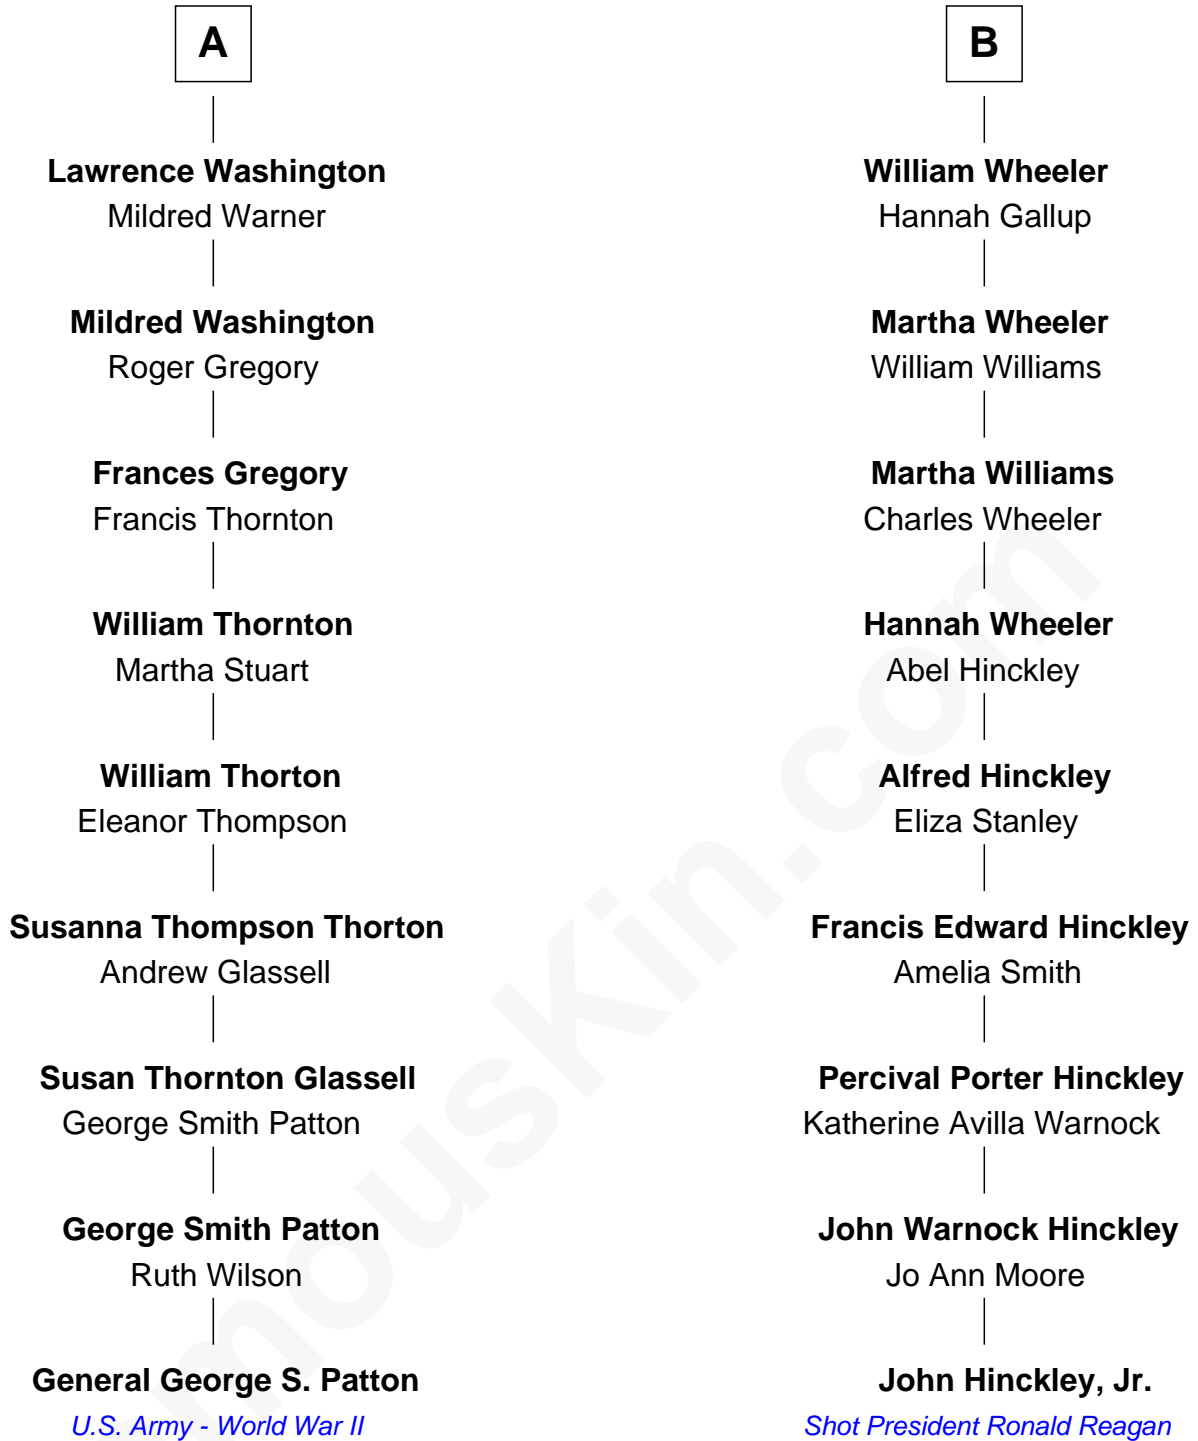 A
Lawrence Washington
Mildred Warner
Mildred Washington
Roger Gregory
Frances Gregory
Francis Thornton
William Thornton
Martha Stuart
William Thorton
Eleanor Thompson
Susanna Thompson Thorton
Andrew Glassell
Susan Thornton Glassell
George Smith Patton
George Smith Patton
Ruth Wilson
General George S. Patton
U.S. Army - World War II
B
William Wheeler
Hannah Gallup
Martha Wheeler
William Williams
Martha Williams
Charles Wheeler
Hannah Wheeler
Abel Hinckley
Alfred Hinckley
Eliza Stanley
Francis Edward Hinckley
Amelia Smith
Percival Porter Hinckley
Katherine Avilla Warnock
John Warnock Hinckley
Jo Ann Moore
John Hinckley, Jr.
Shot President Ronald Reagan
mouskin.com